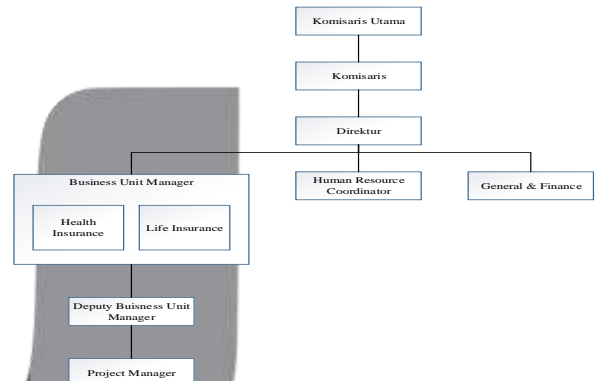 Komisaris Utama
Komisaris
Direktur
Business Unit Manager
Health
Insurance
Life Insurance
Human Resource
Coordinator
General & Finance
Deputy Buisness Unit
Manager
Project Manager